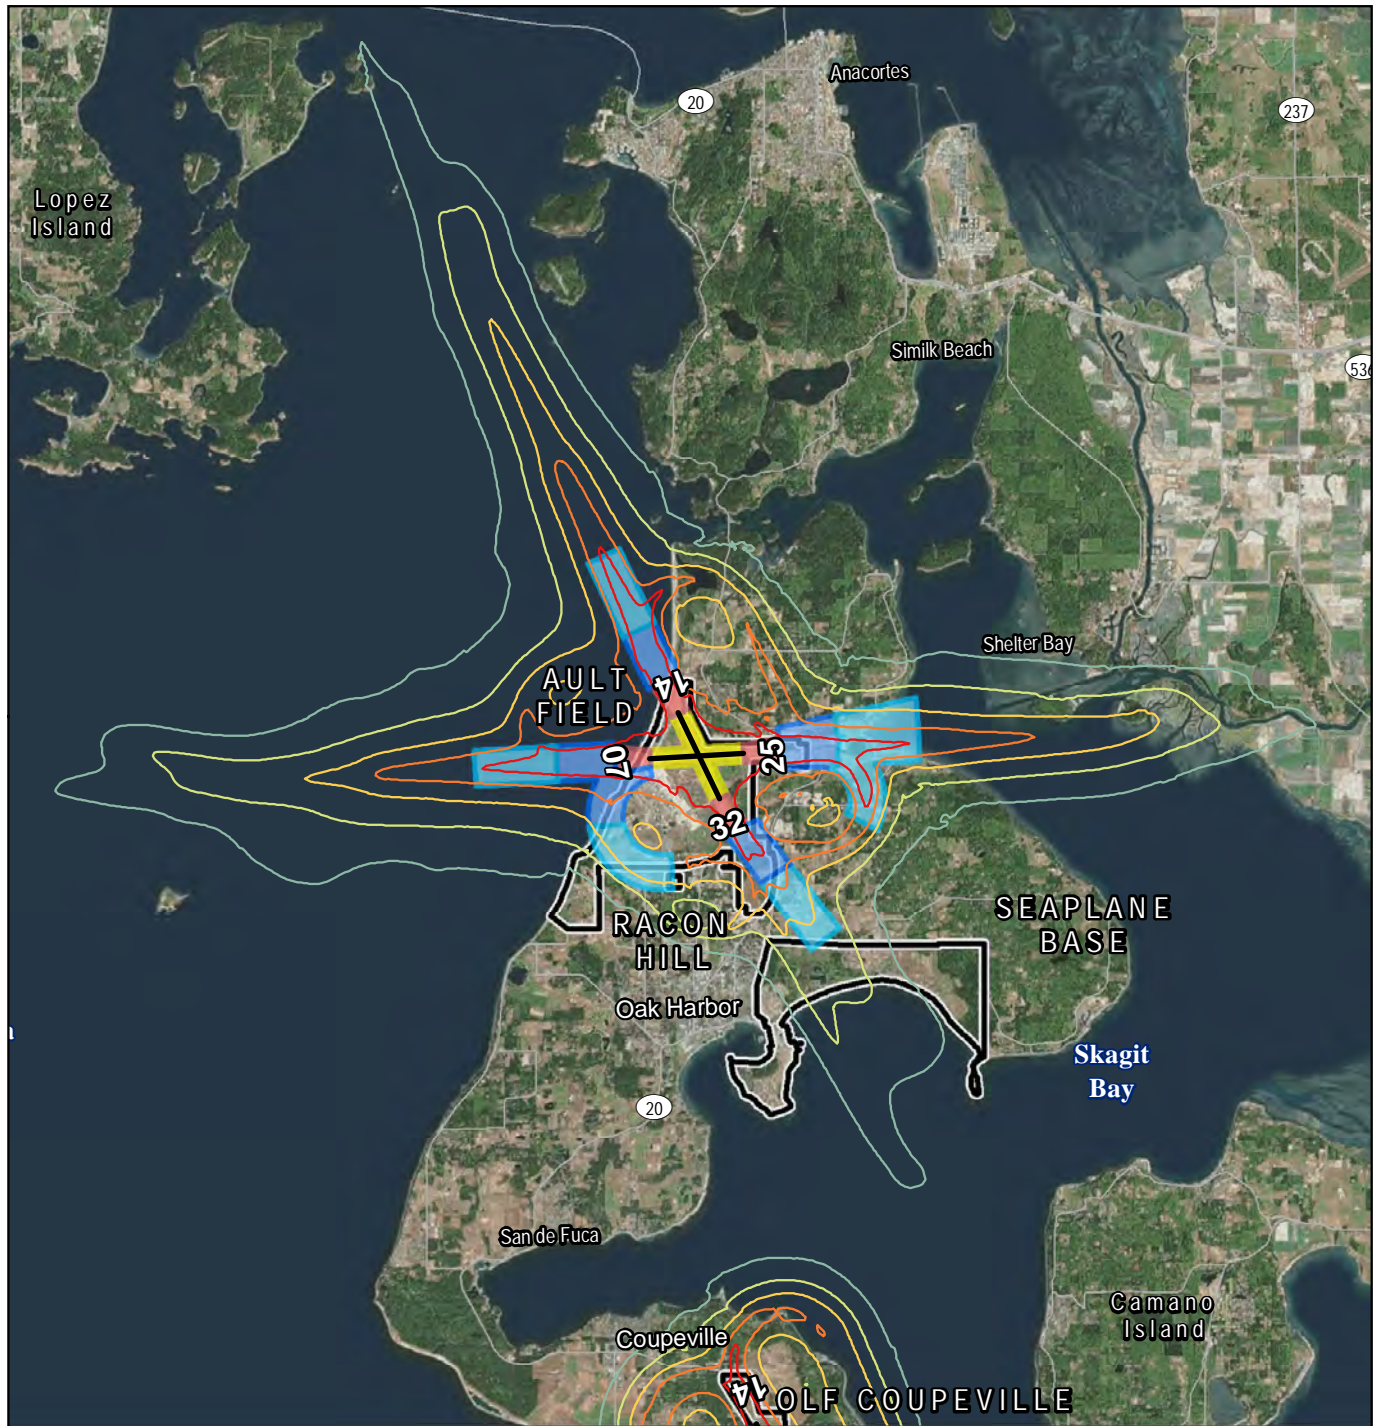 Anacortes
20
237
Lopez
Island
Similk Beach
536
Shelter Bay
AULT
FIELD
14
07
25
32
RACON
HILL
SEAPLANE
BASE
Oak Harbor
Skagit
Bay
20
San de Fuca
Camano
Island
Coupeville
14
OLF COUPEVILLE